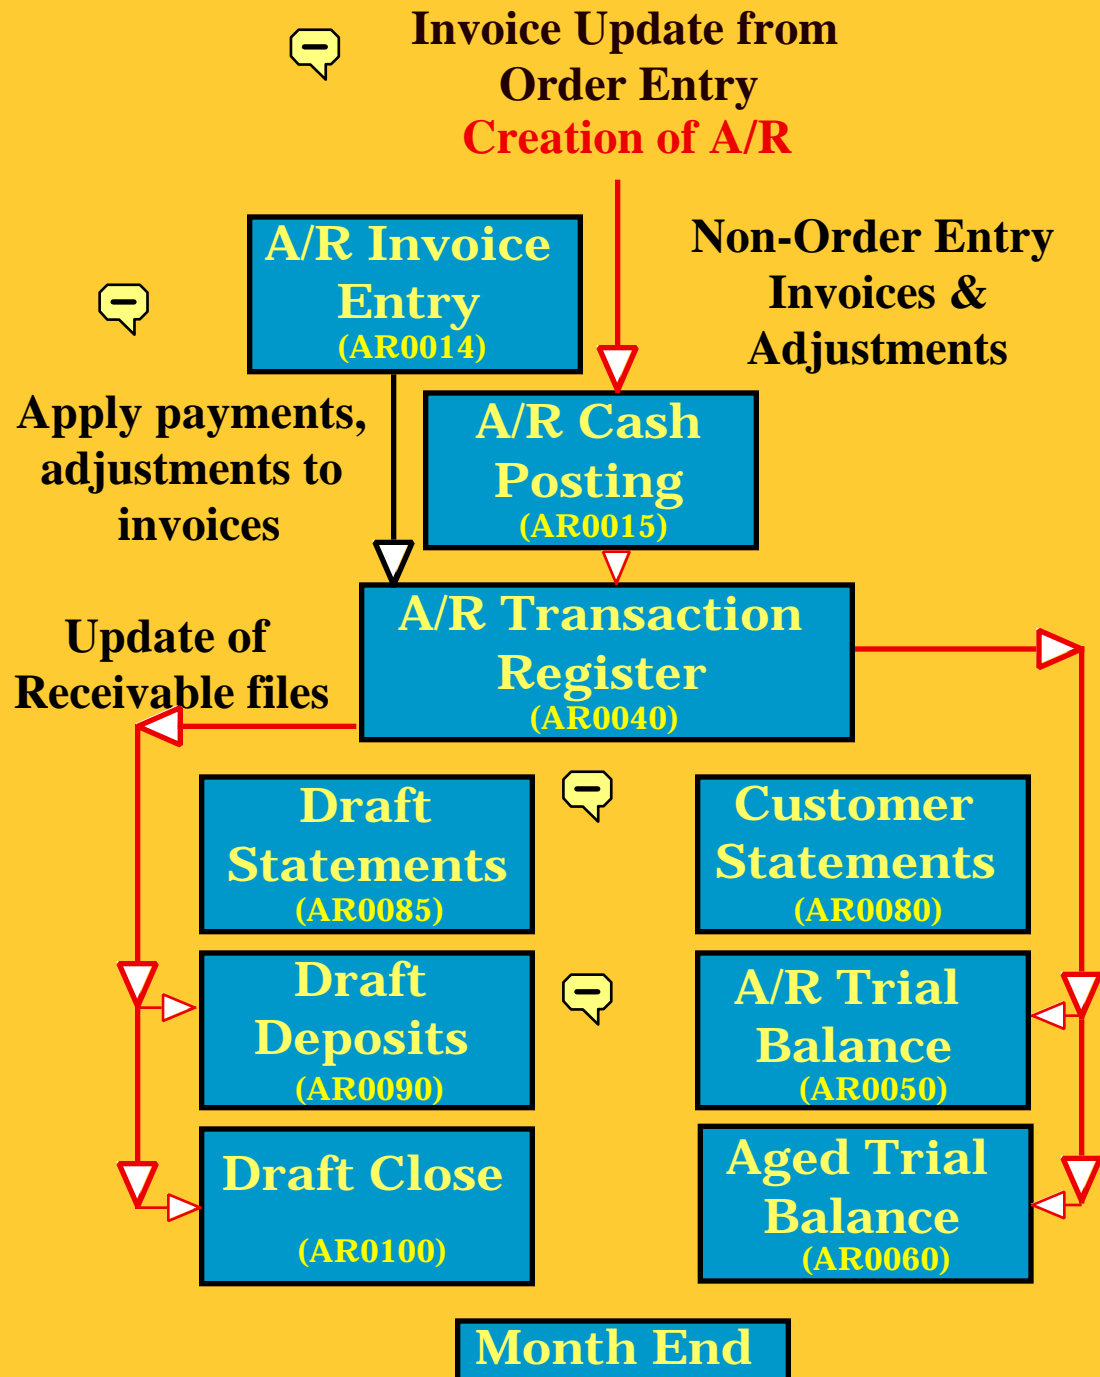 Invoice Update from
Order Entry
Creation of A/R
A/R Invoice
Entry
(AR0014)
Non-Order Entry
Invoices &
Adjustments
Apply payments,
adjustments to
invoices
A/R Cash
Posting
(AR0015)
A/R Transaction
Register
(AR0040)
Update of
Receivable files
Draft
Statements
(AR0085)
Customer
Statements
(AR0080)
Draft
Deposits
(AR0090)
A/R Trial
Balance
(AR0050)
Draft Close
(AR0100)
Aged Trial
Balance
(AR0060)
Month End